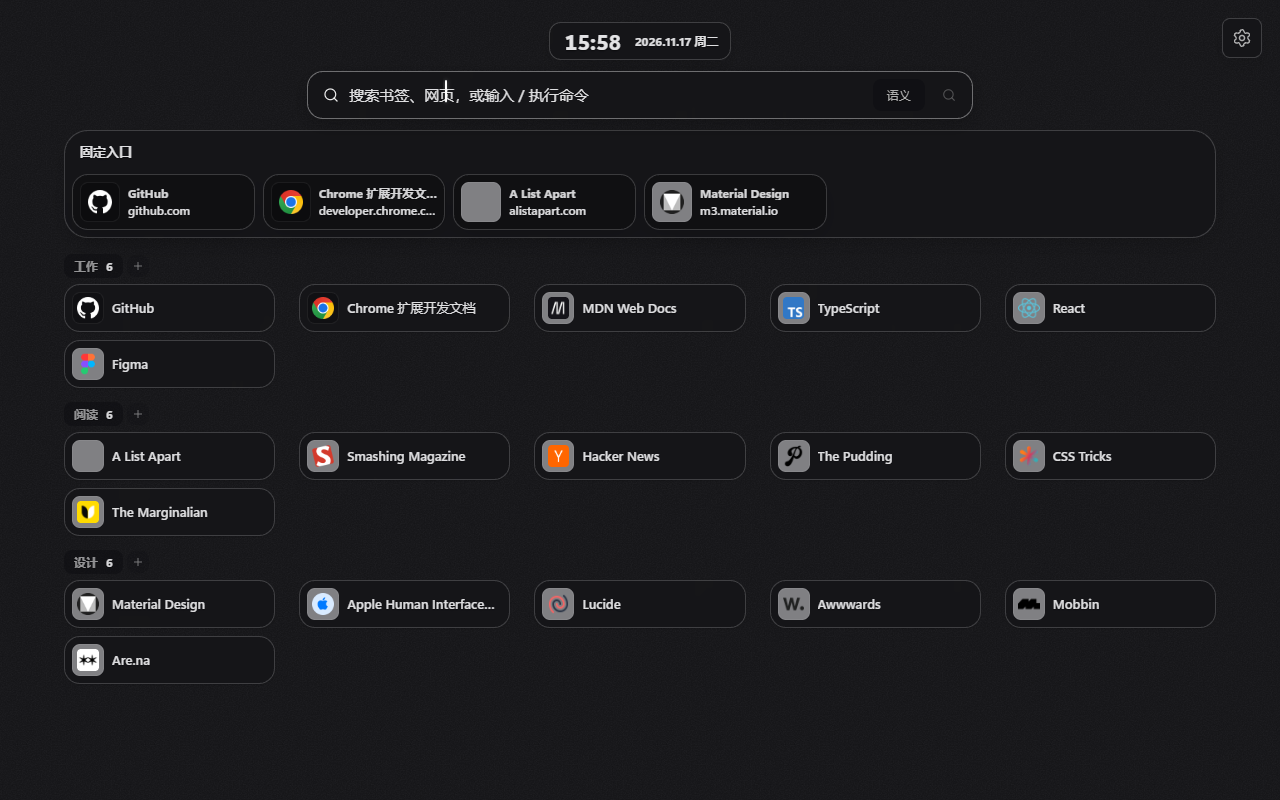 15:58 2026.11.17 周二
搜索书签、网页，或输入 / 执行命令 语义
固定入口
GitHub
github.com
Chrome 扩展开发文...
developer.chrome.c...
A List Apart
alistapart.com
Material Design
m3.material.io
工作 6 +
GitHub
Chrome 扩展开发文档
MDN Web Docs
TS TypeScript
React
Figma
阅读 6 +
A List Apart
S Smashing Magazine
Y Hacker News
P The Pudding
CSS Tricks
The Marginalian
设计 6 +
Material Design
Apple Human Interface...
Lucide
W. Awwwards
Mobbin
Are.na